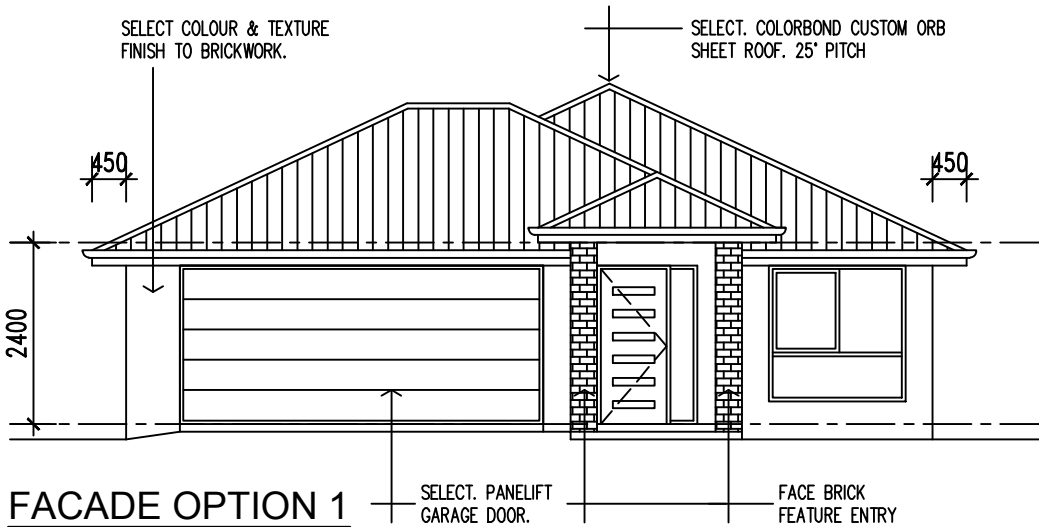 SELECT COLOUR & TEXTURE
FINISH TO BRICKWORK.
SELECT. COLORBOND CUSTOM ORB
SHEET ROOF. 25° PITCH
450
450
2400
FACADE OPTION 1
SELECT. PANELIFT
GARAGE DOOR.
FACE BRICK
FEATURE ENTRY